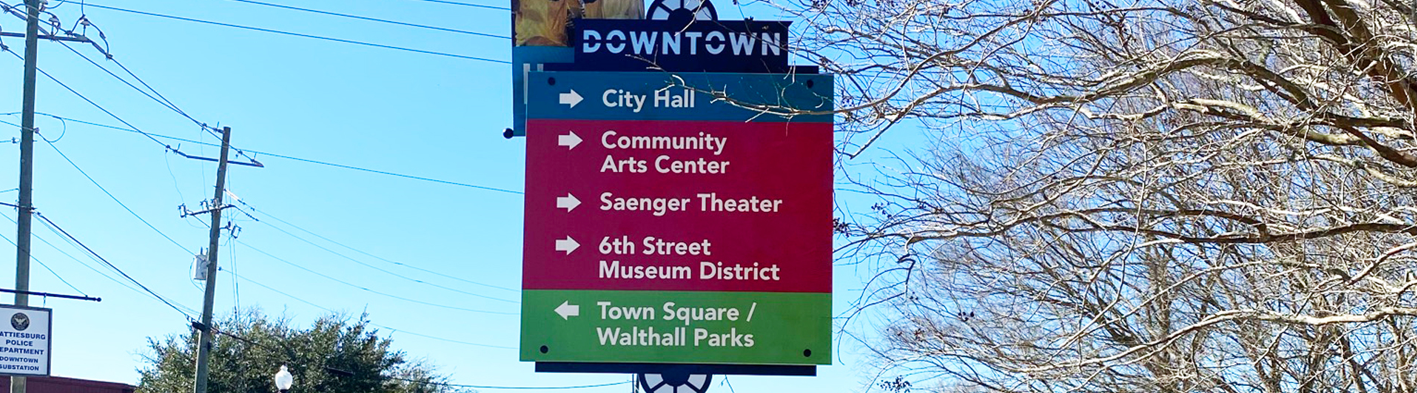 DOWNTOWN
City Hall
Community
Arts Center
Saenger Theater
6th Street
Museum District
Town Square /
Walthall Parks
ATTIESBURG
POLICE
EPARTMENT
DOWNTOWN
SUBSTATION